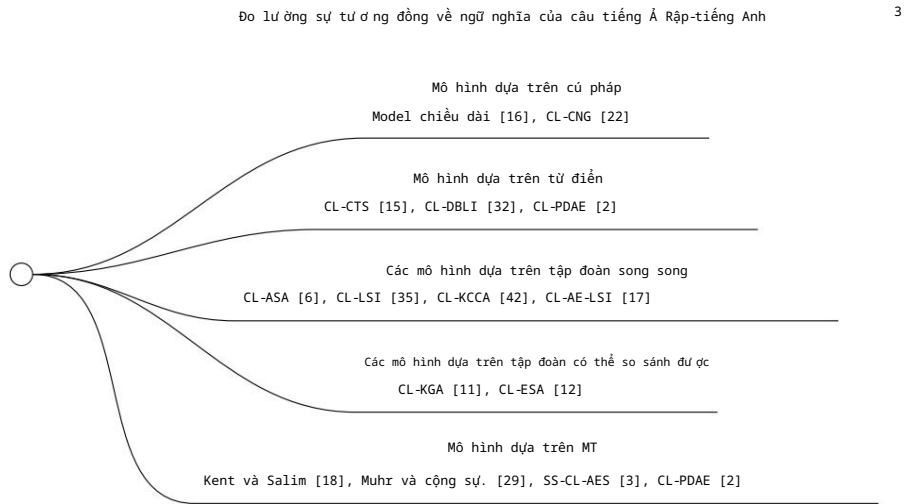 Đo lường sự tương đồng về ngữ nghĩa của câu tiếng Ả Rập-tiếng Anh 3
Mô hình dựa trên cú pháp
Model chiều dài [16], CL-CNG [22]
Mô hình dựa trên từ điển
CL-CTS [15], CL-DBLI [32], CL-PDAE [2]
Các mô hình dựa trên tập đoàn song song
CL-ASA [6], CL-LSI [35], CL-KCCA [42], CL-AE-LSI [17]
Các mô hình dựa trên tập đoàn có thể so sánh được
CL-KGA [11], CL-ESA [12]
Mô hình dựa trên MT
Kent và Salim [18], Muhr và cộng sự. [29], SS-CL-AES [3], CL-PDAE [2]